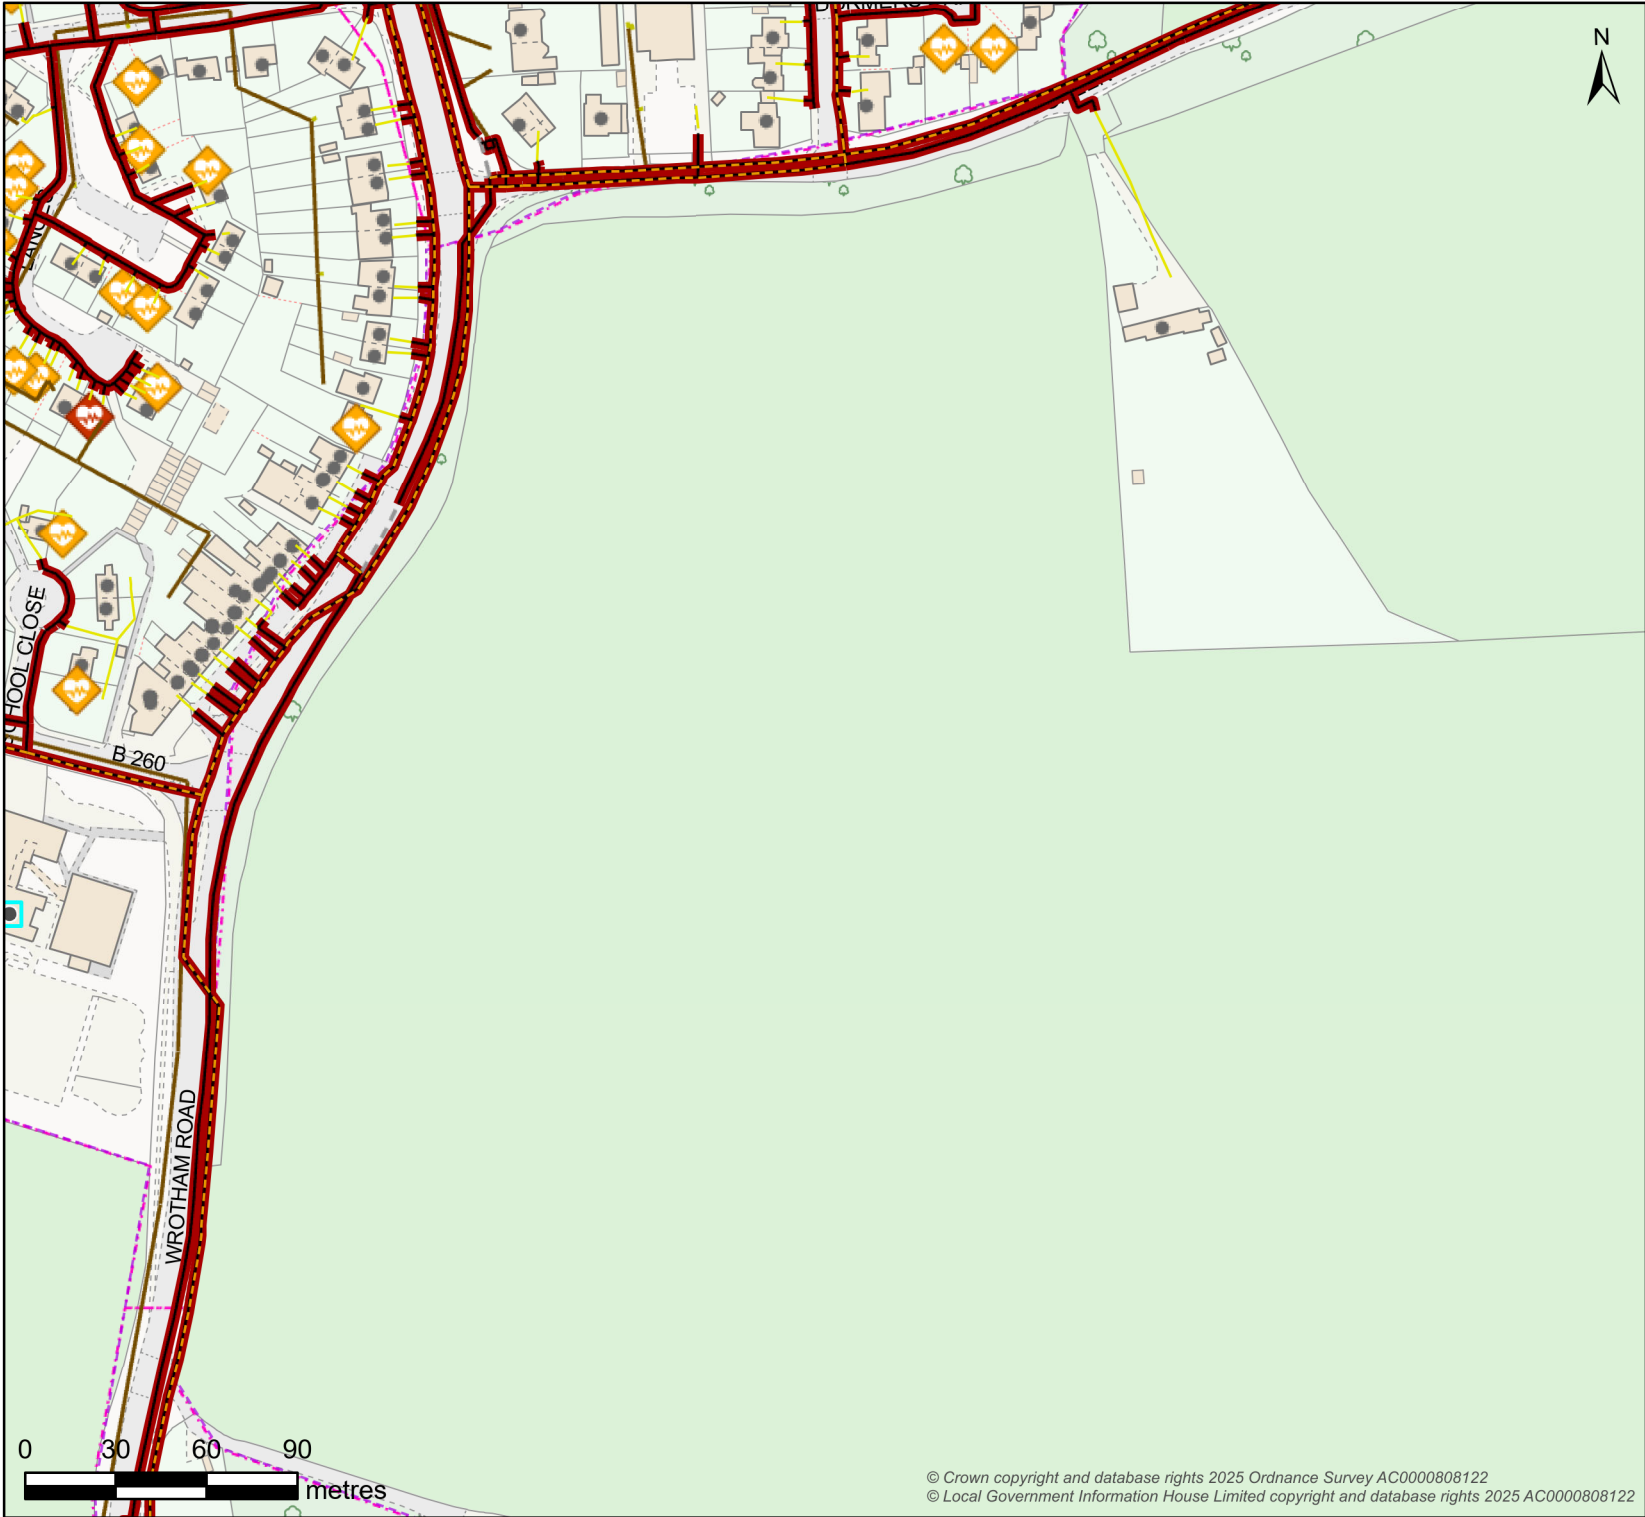 N
HOOL CLOSE
B 260
WROTHAM ROAD
0 30 60 90
metres
© Crown copyright and database rights 2025 Ordnance Survey AC0000808122
© Local Government Information House Limited copyright and database rights 2025 AC0000808122